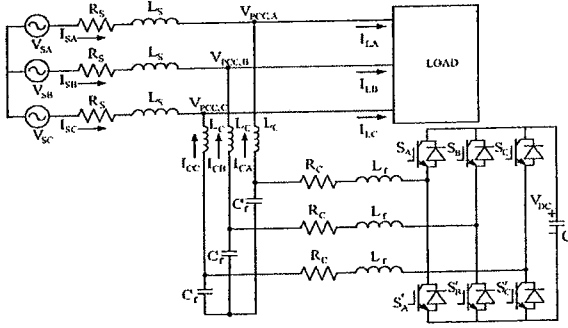 R_S L_S V_PCC,A
V_SA I_SA I_LA
R_S L_S V_PCC,B LOAD
V_SB I_SB I_LB
R_S L_S V_PCC,C
V_SC I_SC I_LC
L_C L_C L_C
I_CC I_CB I_CA S_A S_B S_C
R_C L_f
C_f V_DC +
R_C L_f C
C_f
R_C L_f
C_f S'_A S'_B S'_C